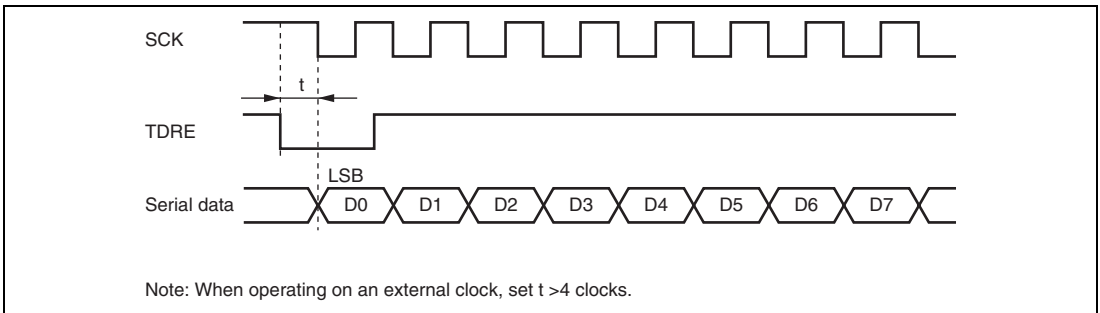 SCK
t
TDRE
LSB
Serial data D0 D1 D2 D3 D4 D5 D6 D7
Note: When operating on an external clock, set t >4 clocks.